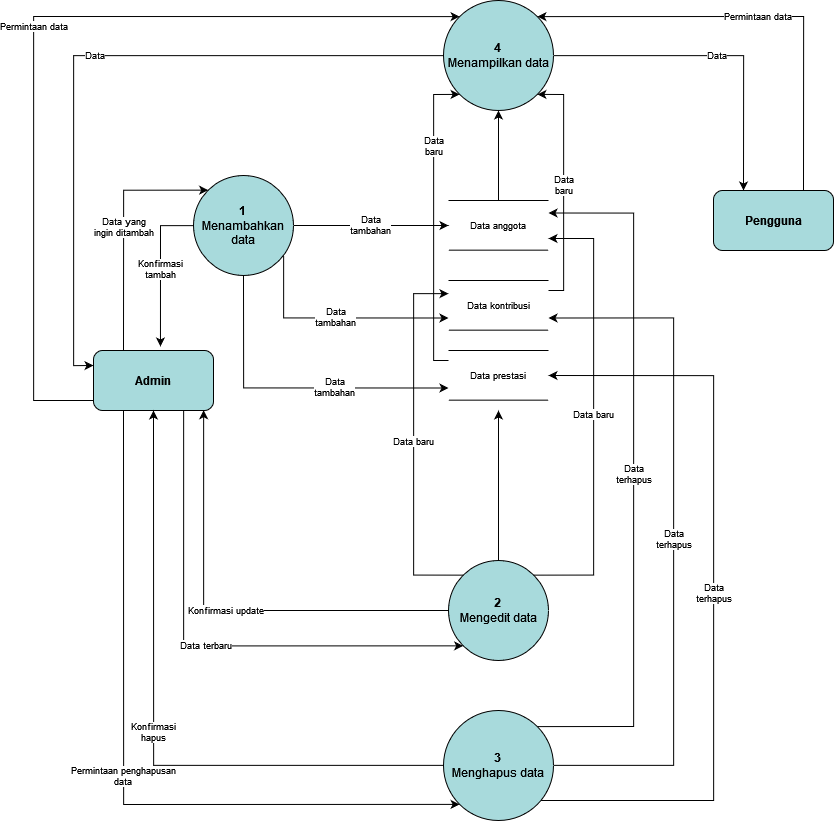 Permintaan data
4
Menampilkan data
Permintaan data
Data
Data
Data
baru
Data
baru
1
Menambahkan
data
Data yang
ingin ditambah
Data
tambahan
Data anggota
Pengguna
Konfirmasi
tambah
Data
tambahan
Data kontribusi
Admin
Data
tambahan
Data prestasi
Data baru
Data baru
Data
terhapus
Data
terhapus
Data
terhapus
2
Mengedit data
Konfirmasi update
Data terbaru
Konfirmasi
hapus
3
Menghapus data
Permintaan penghapusan
data